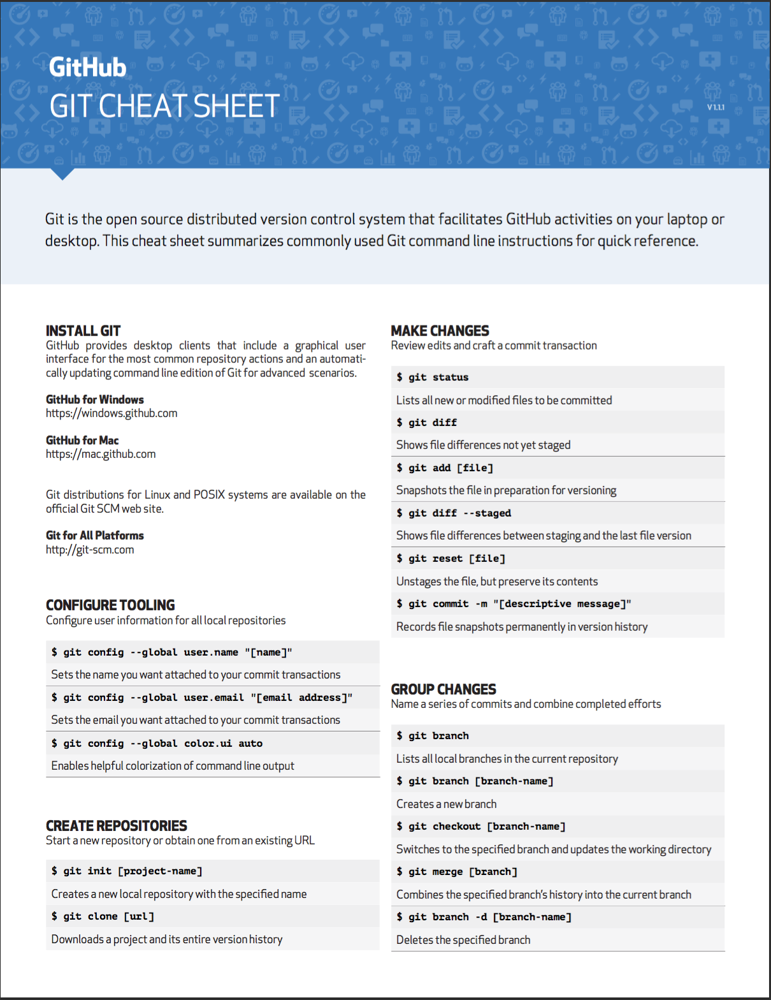 GitHub
GIT CHEAT SHEET
V 1.1.1
Git is the open source distributed version control system that facilitates GitHub activities on your laptop or
desktop. This cheat sheet summarizes commonly used Git command line instructions for quick reference.
INSTALL GIT
GitHub provides desktop clients that include a graphical user
interface for the most common repository actions and an automati-
cally updating command line edition of Git for advanced scenarios.
GitHub for Windows
https://windows.github.com
GitHub for Mac
https://mac.github.com
Git distributions for Linux and POSIX systems are available on the
official Git SCM web site.
Git for All Platforms
http://git-scm.com
CONFIGURE TOOLING
Configure user information for all local repositories
$ git config --global user.name "[name]"
Sets the name you want attached to your commit transactions
$ git config --global user.email "[email address]"
Sets the email you want attached to your commit transactions
$ git config --global color.ui auto
Enables helpful colorization of command line output
CREATE REPOSITORIES
Start a new repository or obtain one from an existing URL
$ git init [project-name]
Creates a new local repository with the specified name
$ git clone [url]
Downloads a project and its entire version history
MAKE CHANGES
Review edits and craft a commit transaction
$ git status
Lists all new or modified files to be committed
$ git diff
Shows file differences not yet staged
$ git add [file]
Snapshots the file in preparation for versioning
$ git diff --staged
Shows file differences between staging and the last file version
$ git reset [file]
Unstages the file, but preserve its contents
$ git commit -m "[descriptive message]"
Records file snapshots permanently in version history
GROUP CHANGES
Name a series of commits and combine completed efforts
$ git branch
Lists all local branches in the current repository
$ git branch [branch-name]
Creates a new branch
$ git checkout [branch-name]
Switches to the specified branch and updates the working directory
$ git merge [branch]
Combines the specified branch’s history into the current branch
$ git branch -d [branch-name]
Deletes the specified branch